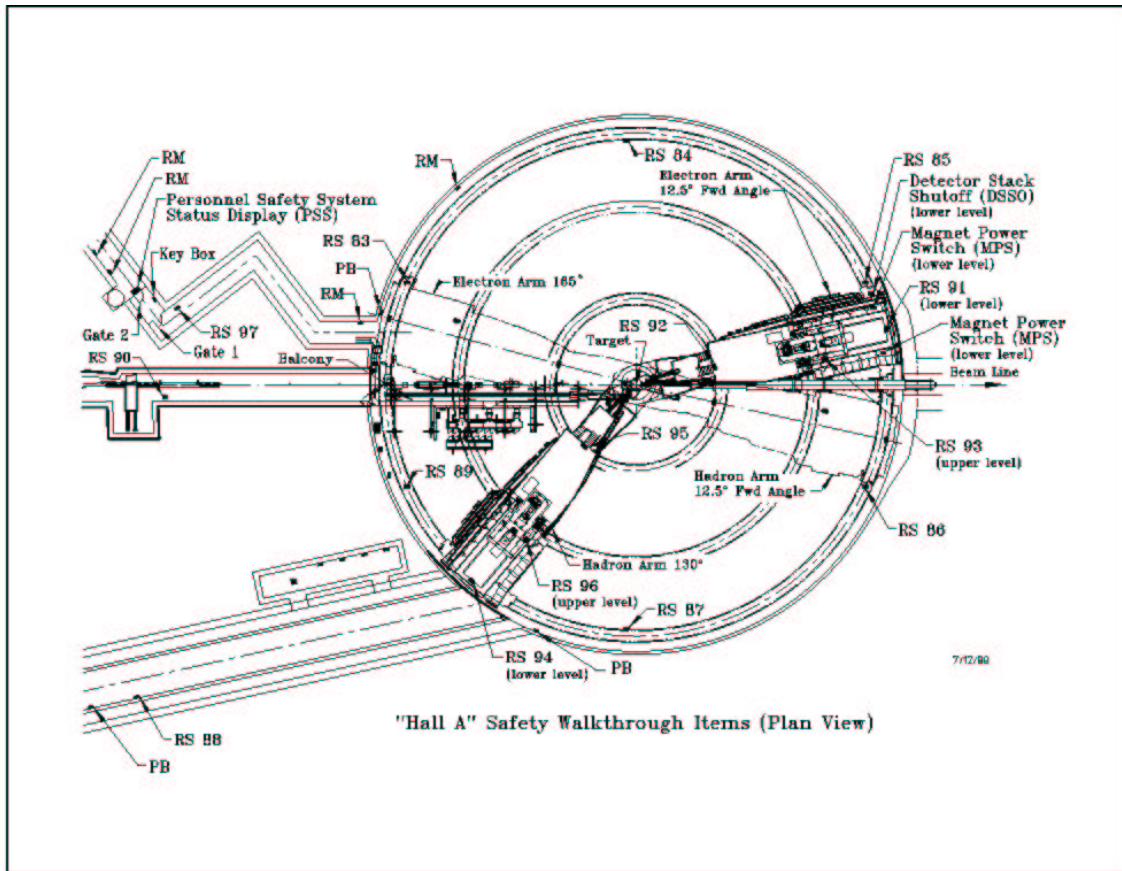 RM
RM
Personnel Safety System
Status Display (PSS)
Key Box
RS 83
PB
RM
Gate 2
RS 97
Gate 1
RS 90
Balcony
RM
RS 84
Electron Arm
12.5° Fwd Angle
RS 85
Detector Stack
Shutoff (DSSO)
(lower level)
Magnet Power
Switch (MPS)
(lower level)
RS 91
(lower level)
Magnet Power
Switch (MPS)
(lower level)
Beam Line
Electron Arm 165°
RS 92
Target
RS 95
RS 93
(upper level)
Hadron Arm
12.5° Fwd Angle
RS 86
RS 89
Hadron Arm 130°
RS 96
(upper level)
RS 87
RS 94
(lower level)
PB
RS 88
PB
"Hall A" Safety Walkthrough Items (Plan View)